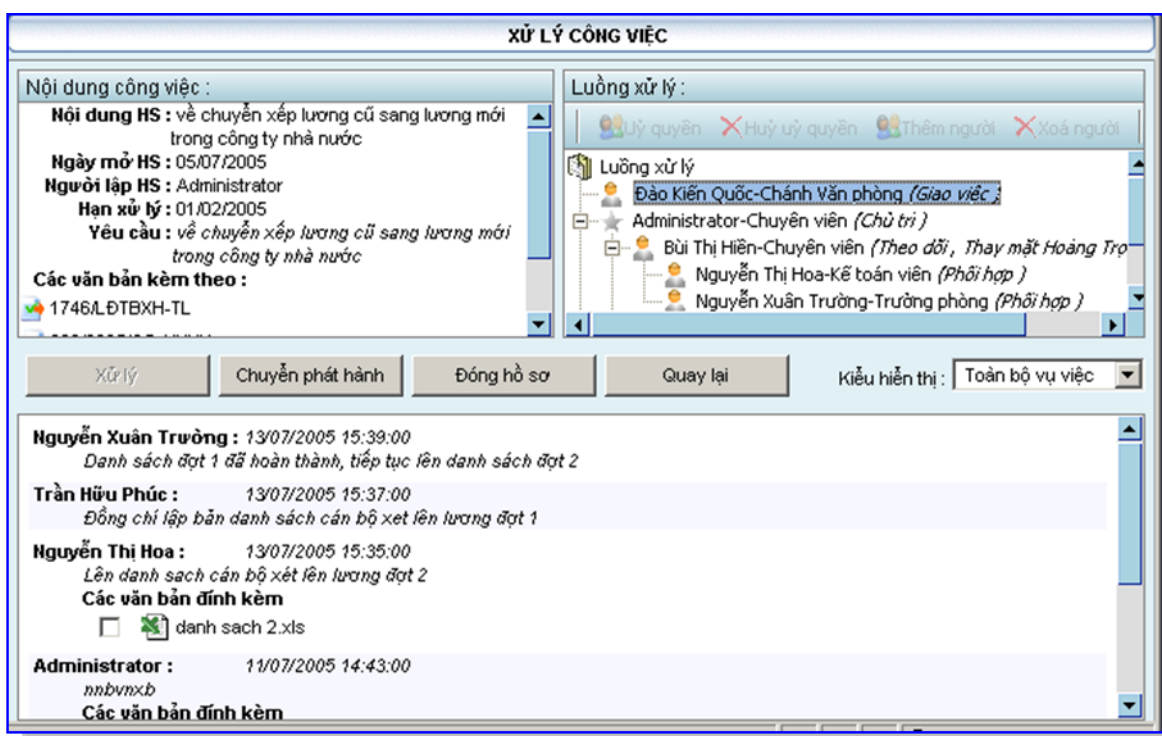 XỬ LÝ CÔNG VIỆC
Nội dung công việc :
Nội dung HS : về chuyển xếp lương cũ sang lương mới
trong công ty nhà nước
Ngày mở HS : 05/07/2005
Người lập HS : Administrator
Hạn xử lý : 01/02/2005
Yêu cầu : về chuyển xếp lương cũ sang lương mới
trong công ty nhà nước
Các văn bản kèm theo :
1746/LĐTBXH-TL
Luồng xử lý :
Uỷ quyền Huỷ uỷ quyền Thêm người Xoá người
Luồng xử lý
Đào Kiến Quốc-Chánh Văn phòng (Giao việc )
Administrator-Chuyên viên (Chủ trì )
Bùi Thị Hiền-Chuyên viên (Theo dõi , Thay mặt Hoàng Trọ
Nguyễn Thị Hoa-Kế toán viên (Phối hợp )
Nguyễn Xuân Trường-Trưởng phòng (Phối hợp )
Xử lý Chuyển phát hành Đóng hồ sơ Quay lại Kiểu hiển thị : Toàn bộ vụ việc
Nguyễn Xuân Trường : 13/07/2005 15:39:00
Danh sách đợt 1 đã hoàn thành, tiếp tục lên danh sách đợt 2
Trần Hữu Phúc : 13/07/2005 15:37:00
Đồng chí lập bản danh sách cán bộ xet lên lương đợt 1
Nguyễn Thị Hoa : 13/07/2005 15:35:00
Lên danh sach cán bộ xét lên lương đợt 2
Các văn bản đính kèm
danh sach 2.xls
Administrator : 11/07/2005 14:43:00
nnbvnxb
Các văn bản đính kèm